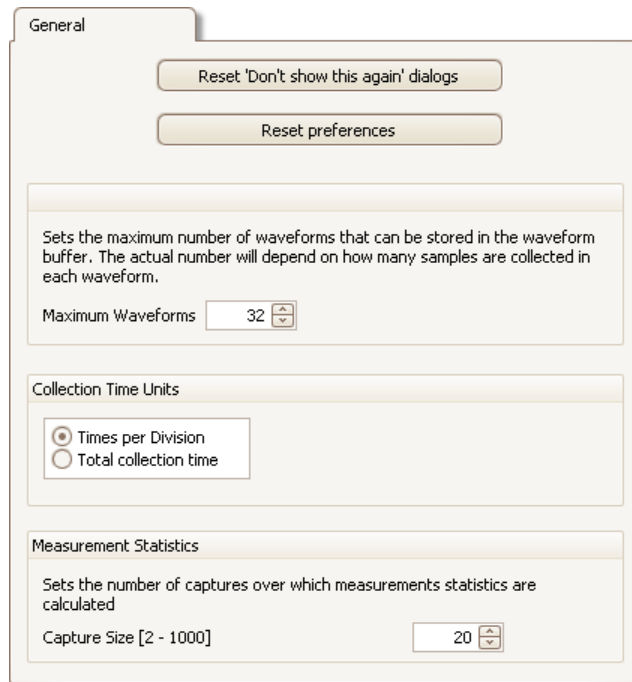 General
Reset 'Don't show this again' dialogs
Reset preferences
Sets the maximum number of waveforms that can be stored in the waveform
buffer. The actual number will depend on how many samples are collected in
each waveform.
Maximum Waveforms 32
Collection Time Units
Times per Division
Total collection time
Measurement Statistics
Sets the number of captures over which measurements statistics are
calculated
Capture Size [2 - 1000] 20